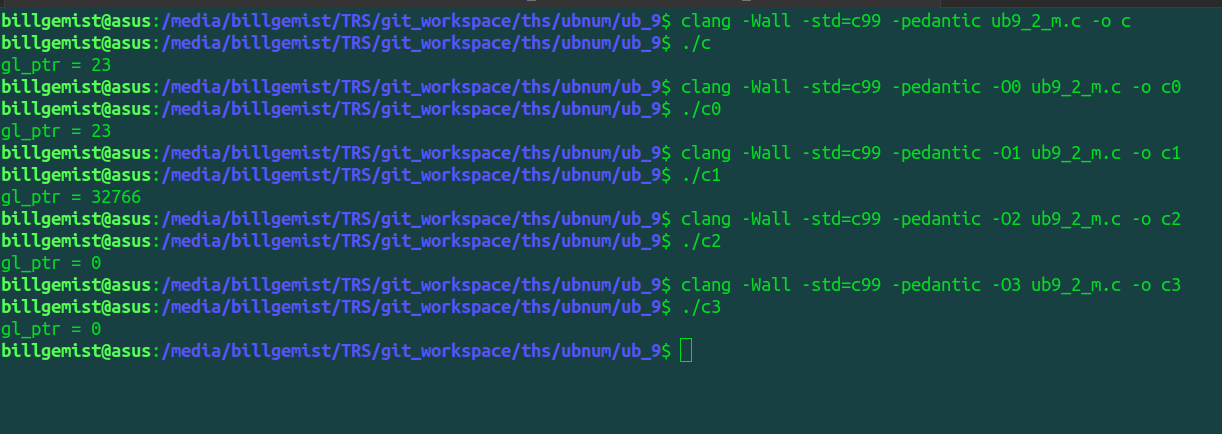 billgemist@asus:/media/billgemist/TRS/git_workspace/ths/ubnum/ub_9$ clang -Wall -std=c99 -pedantic ub9_2_m.c -o c
billgemist@asus:/media/billgemist/TRS/git_workspace/ths/ubnum/ub_9$ ./c
gl_ptr = 23
billgemist@asus:/media/billgemist/TRS/git_workspace/ths/ubnum/ub_9$ clang -Wall -std=c99 -pedantic -O0 ub9_2_m.c -o c0
billgemist@asus:/media/billgemist/TRS/git_workspace/ths/ubnum/ub_9$ ./c0
gl_ptr = 23
billgemist@asus:/media/billgemist/TRS/git_workspace/ths/ubnum/ub_9$ clang -Wall -std=c99 -pedantic -O1 ub9_2_m.c -o c1
billgemist@asus:/media/billgemist/TRS/git_workspace/ths/ubnum/ub_9$ ./c1
gl_ptr = 32766
billgemist@asus:/media/billgemist/TRS/git_workspace/ths/ubnum/ub_9$ clang -Wall -std=c99 -pedantic -O2 ub9_2_m.c -o c2
billgemist@asus:/media/billgemist/TRS/git_workspace/ths/ubnum/ub_9$ ./c2
gl_ptr = 0
billgemist@asus:/media/billgemist/TRS/git_workspace/ths/ubnum/ub_9$ clang -Wall -std=c99 -pedantic -O3 ub9_2_m.c -o c3
billgemist@asus:/media/billgemist/TRS/git_workspace/ths/ubnum/ub_9$ ./c3
gl_ptr = 0
billgemist@asus:/media/billgemist/TRS/git_workspace/ths/ubnum/ub_9$